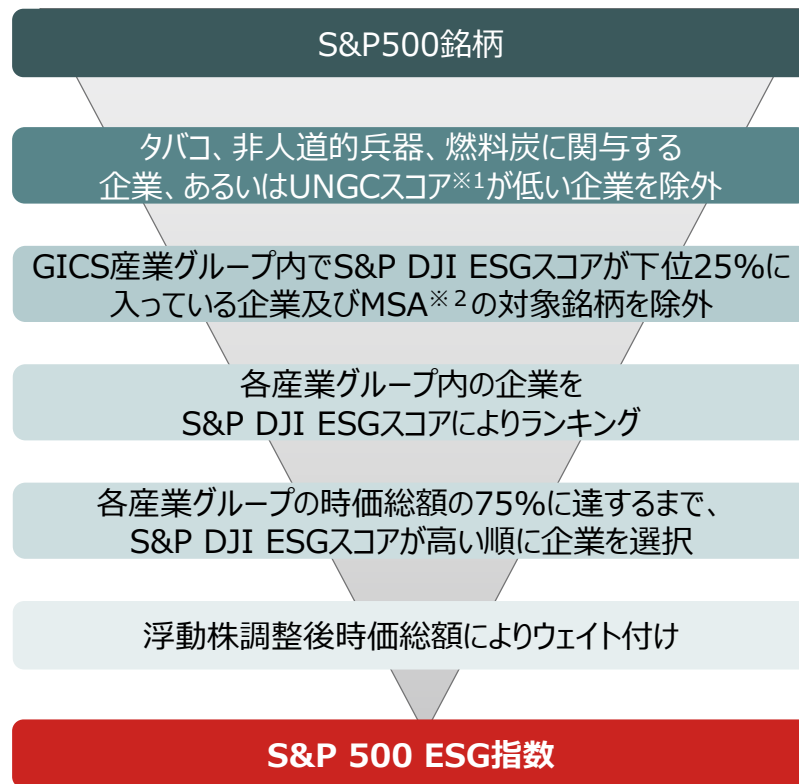 S&P500銘柄
タバコ、非人道的兵器、燃料炭に関与する
企業、あるいはUNGCスコア※1が低い企業を除外
GICS産業グループ内でS&P DJI ESGスコアが下位25%に
入っている企業及びMSA※2の対象銘柄を除外
各産業グループ内の企業を
S&P DJI ESGスコアによりランキング
各産業グループの時価総額の75%に達するまで、
S&P DJI ESGスコアが高い順に企業を選択
浮動株調整後時価総額によりウェイト付け
S&P 500 ESG指数